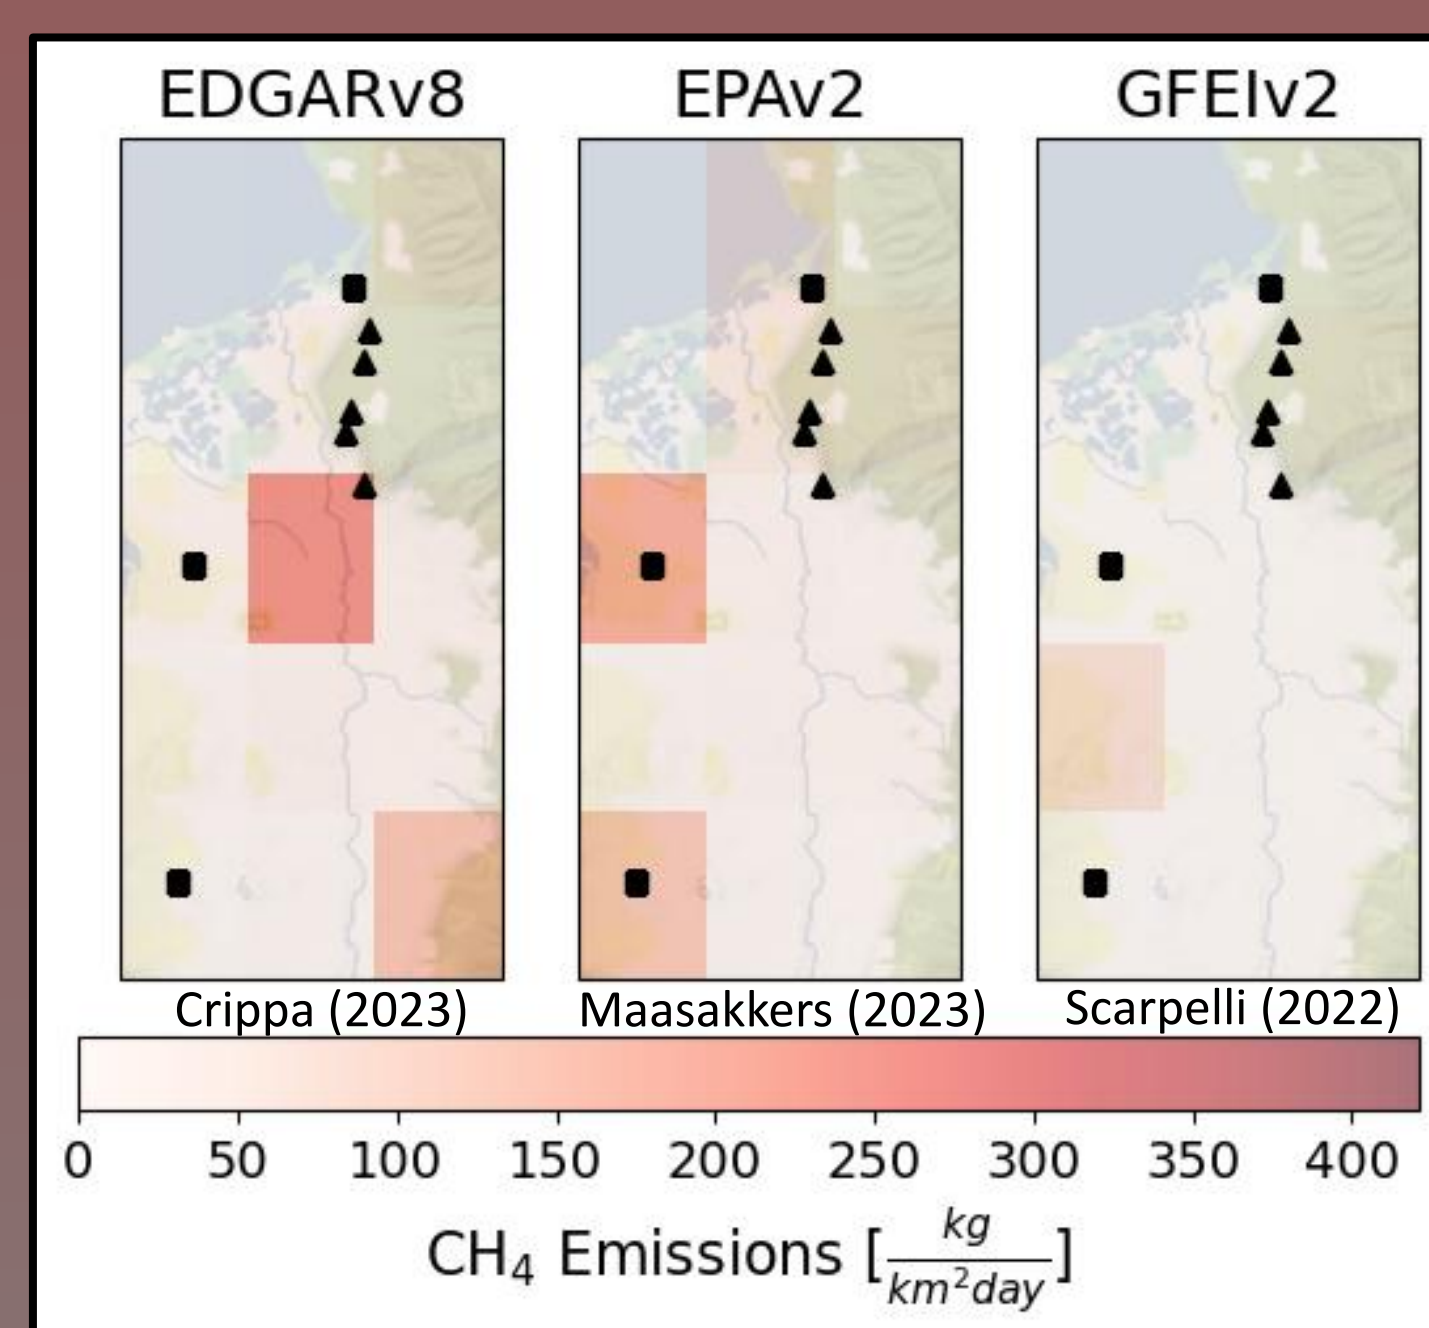 EDGARv8 EPAv2 GFEIv2
Crippa (2023) Maasakkers (2023) Scarpelli (2022)
0 50 100 150 200 250 300 350 400
CH₄ Emissions [kg/km²day]